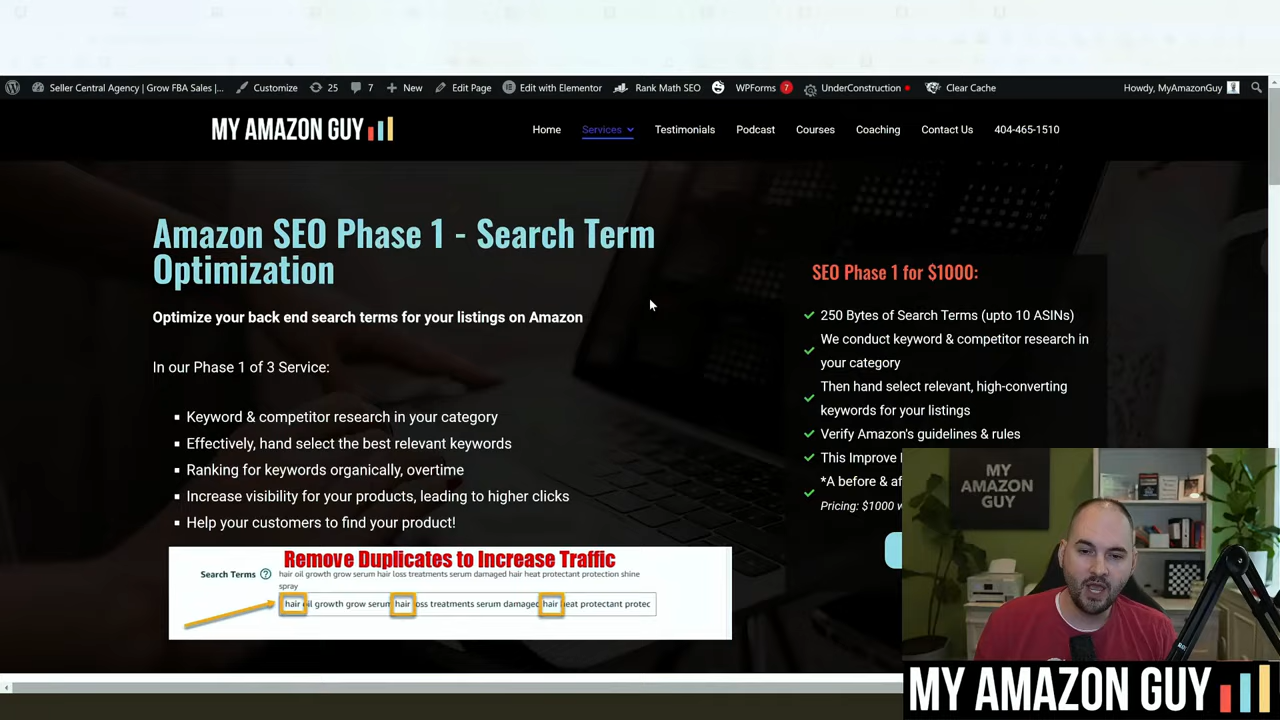 Seller Central Agency | Grow FBA Sales |...
Customize
25
7
New
Edit Page
Edit with Elementor
Rank Math SEO
WPForms
7
UnderConstruction
Clear Cache
Howdy, MyAmazonGuy
MY AMAZON GUY
Home
Services
Testimonials
Podcast
Courses
Coaching
Contact Us
404-465-1510
Amazon SEO Phase 1 - Search Term
Optimization
Optimize your back end search terms for your listings on Amazon
In our Phase 1 of 3 Service:
Keyword & competitor research in your category
Effectively, hand select the best relevant keywords
Ranking for keywords organically, overtime
Increase visibility for your products, leading to higher clicks
Help your customers to find your product!
Remove Duplicates to Increase Traffic
Search Terms ?
hair oil growth grow serum hair loss treatments serum damaged hair heat protectant protection shine
spray
hair oil growth grow serum hair loss treatments serum damaged hair heat protectant protec
SEO Phase 1 for $1000:
250 Bytes of Search Terms (upto 10 ASINs)
We conduct keyword & competitor research in
your category
Then hand select relevant, high-converting
keywords for your listings
Verify Amazon's guidelines & rules
This Improve
*A before &
Pricing: $1000
MY
AMAZON
GUY
MY AMAZON GUY